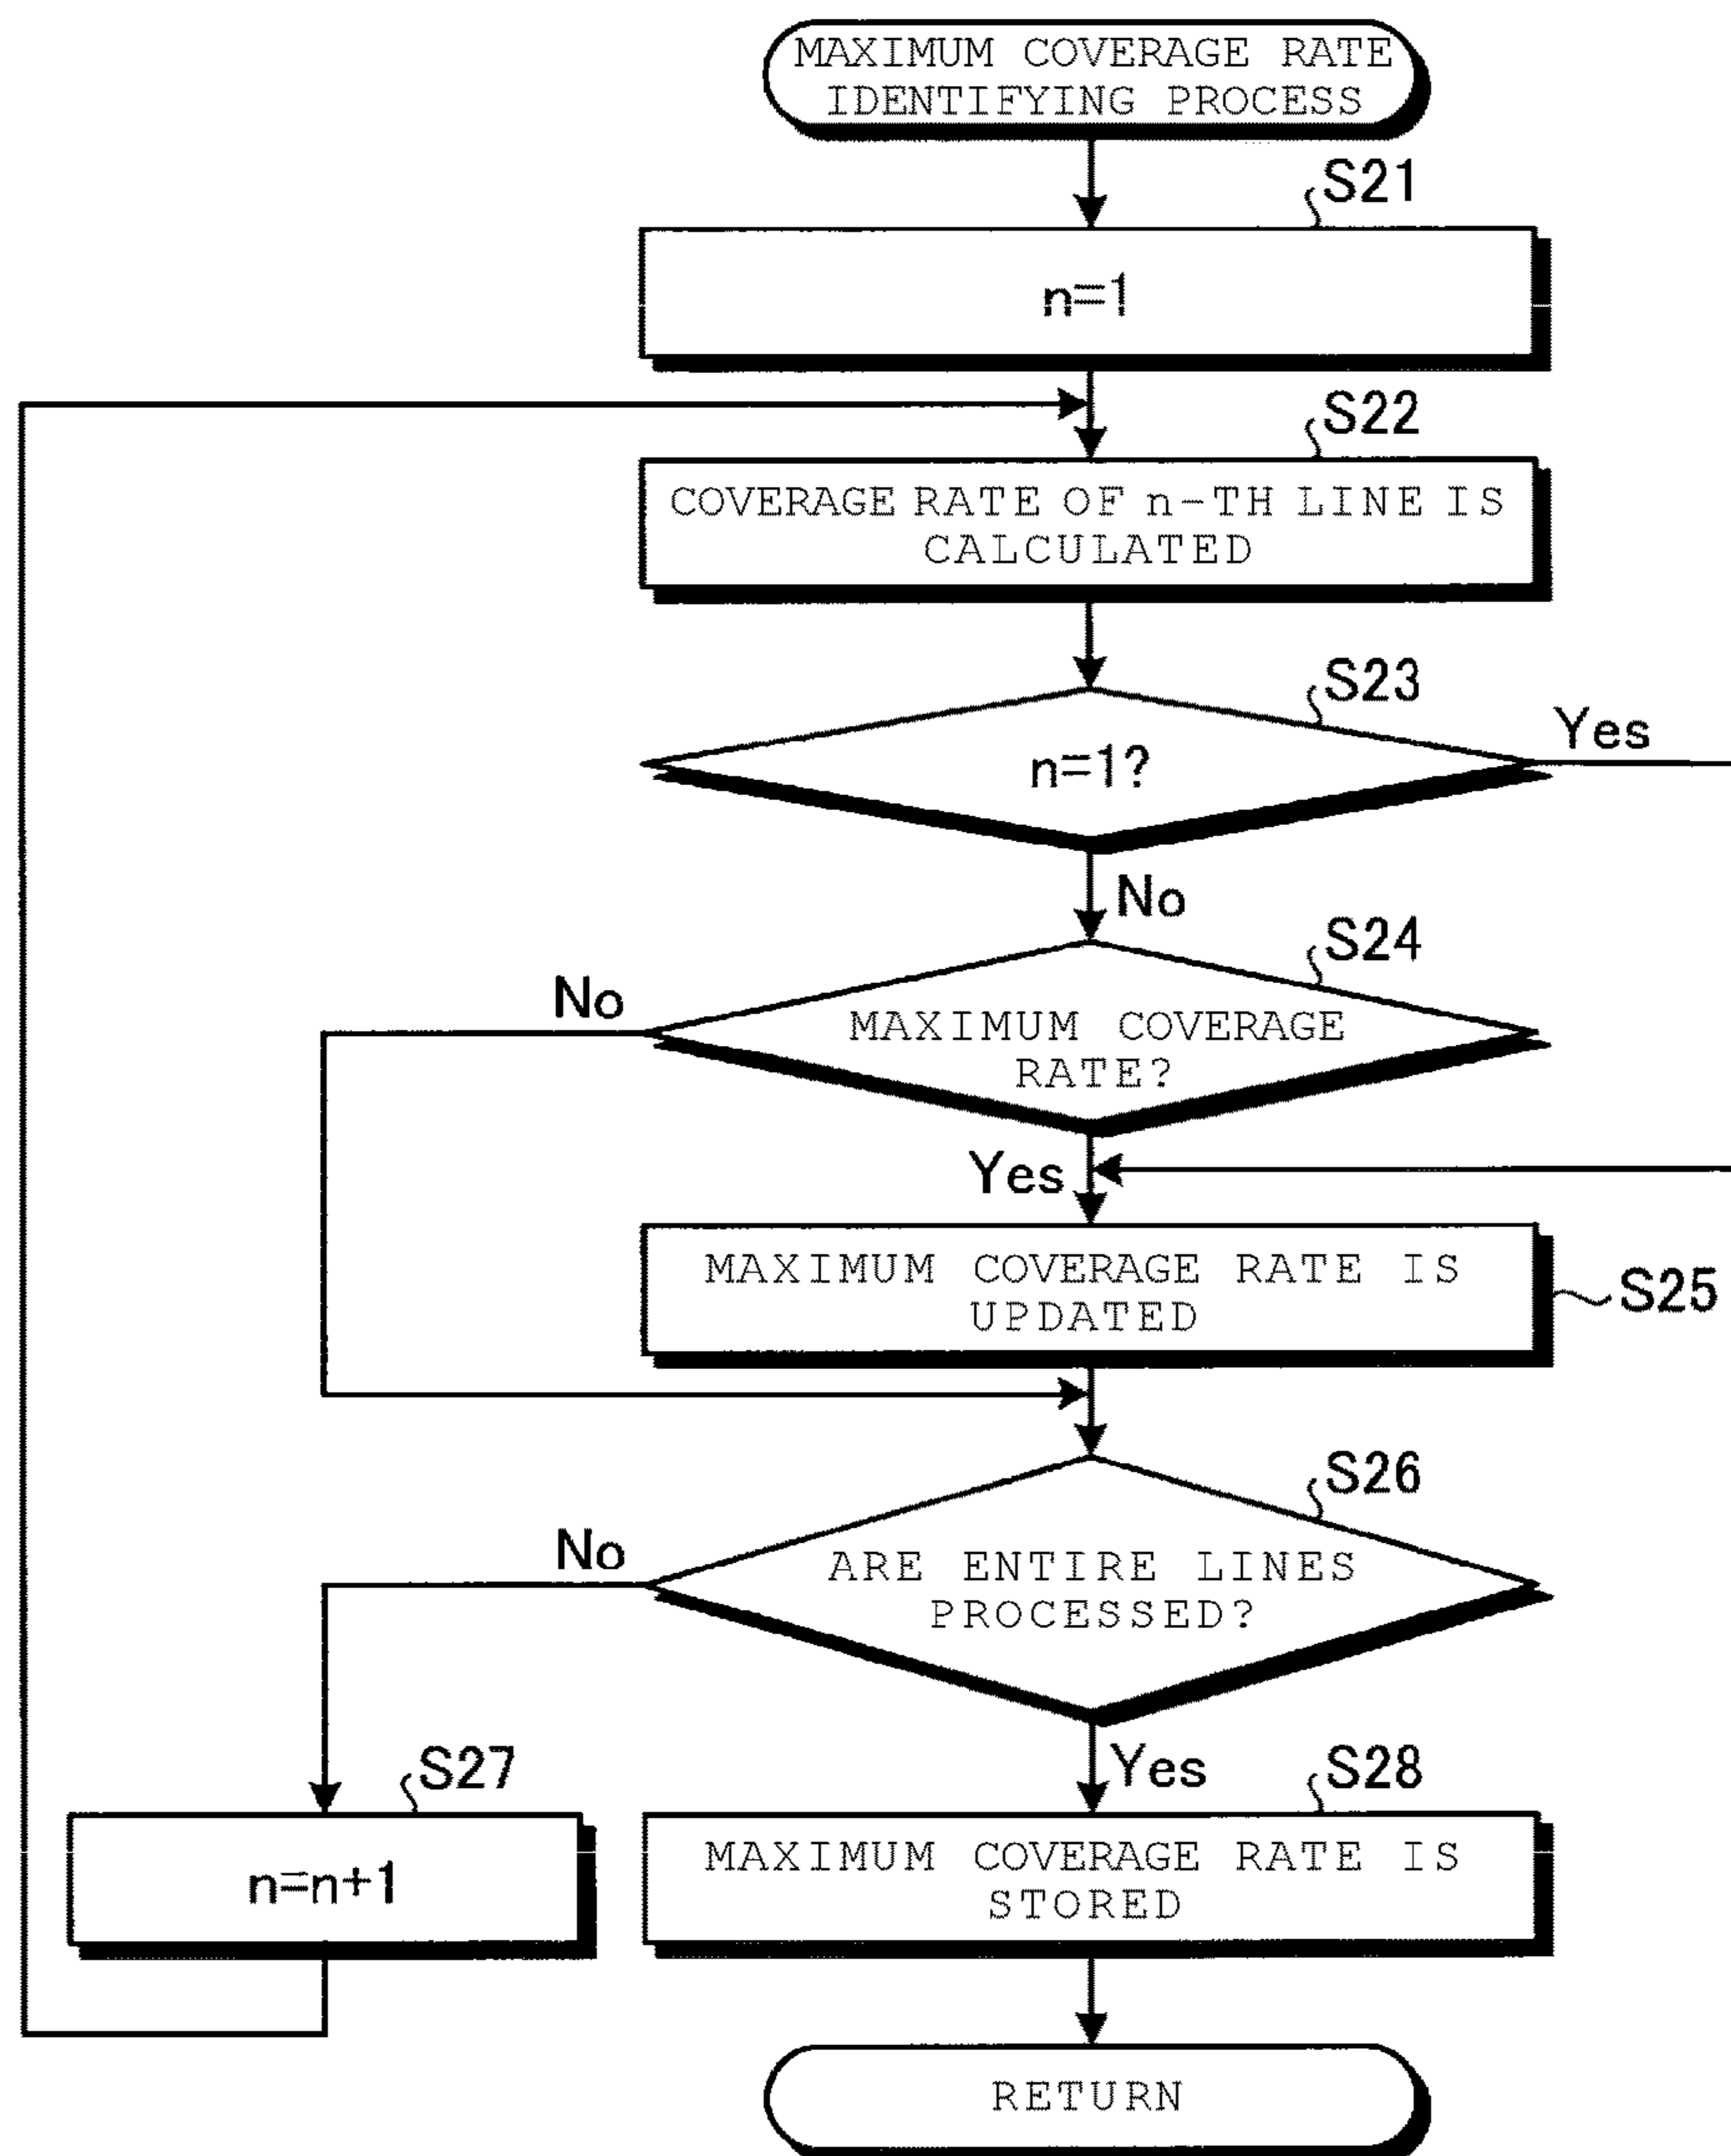 MAXIMUM COVERAGE RATE
IDENTIFYING PROCESS
S21
n=1
S22
COVERAGE RATE OF n-TH LINE IS
CALCULATED
S23
n=1?
Yes
No
S24
MAXIMUM COVERAGE
RATE?
No
Yes
MAXIMUM COVERAGE RATE IS
UPDATED
S25
S26
ARE ENTIRE LINES
PROCESSED?
No
Yes
S27
n=n+1
S28
MAXIMUM COVERAGE RATE IS
STORED
RETURN